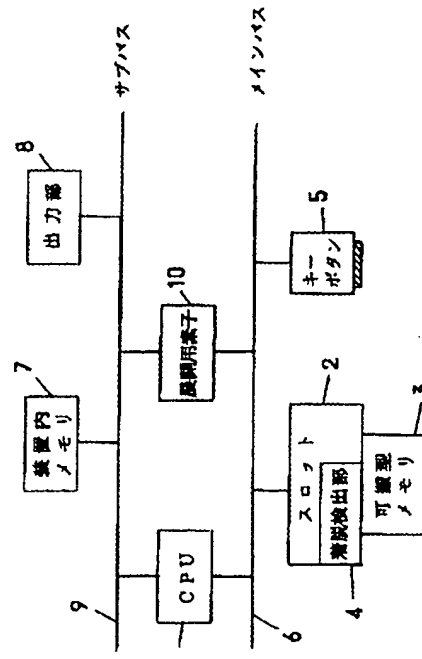 8
出力部
サブバス
7
装置内
メモリ
10
展開用素子
9
CPU
メインバス
5
キー
ボタン
2
スロット
着脱検出部
可搬型
メモリ
3
4
6